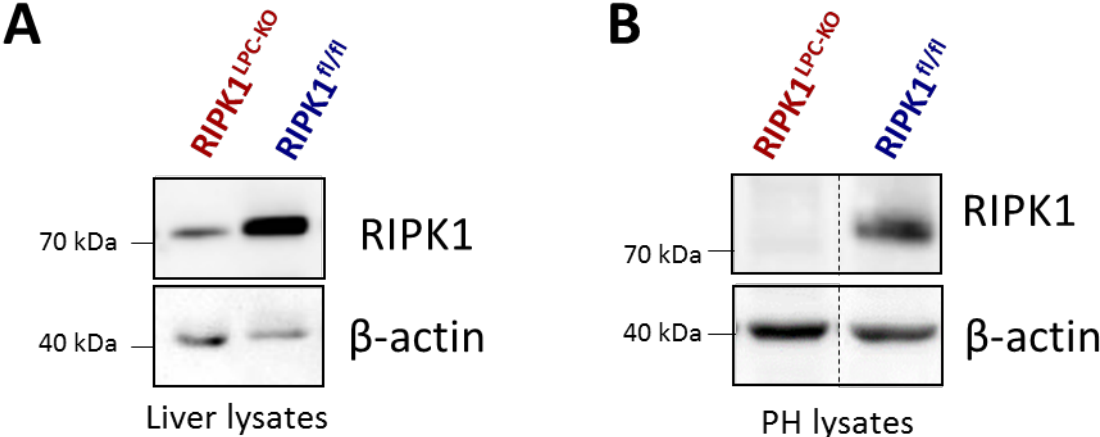 A
RIPK1LPC-KO
RIPK1fl/fl
70 kDa
RIPK1
40 kDa
β-actin
Liver lysates
B
RIPK1LPC-KO
RIPK1fl/fl
70 kDa
RIPK1
40 kDa
β-actin
PH lysates